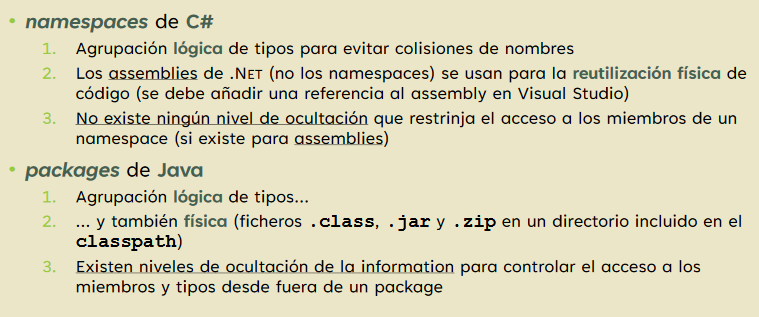 • namespaces de C#
1. Agrupación lógica de tipos para evitar colisiones de nombres
2. Los assemblies de .NET (no los namespaces) se usan para la reutilización física de
código (se debe añadir una referencia al assembly en Visual Studio)
3. No existe ningún nivel de ocultación que restrinja el acceso a los miembros de un
namespace (si existe para assemblies)
• packages de Java
1. Agrupación lógica de tipos...
2. ... y también física (ficheros .class, .jar y .zip en un directorio incluido en el
classpath)
3. Existen niveles de ocultación de la information para controlar el acceso a los
miembros y tipos desde fuera de un package